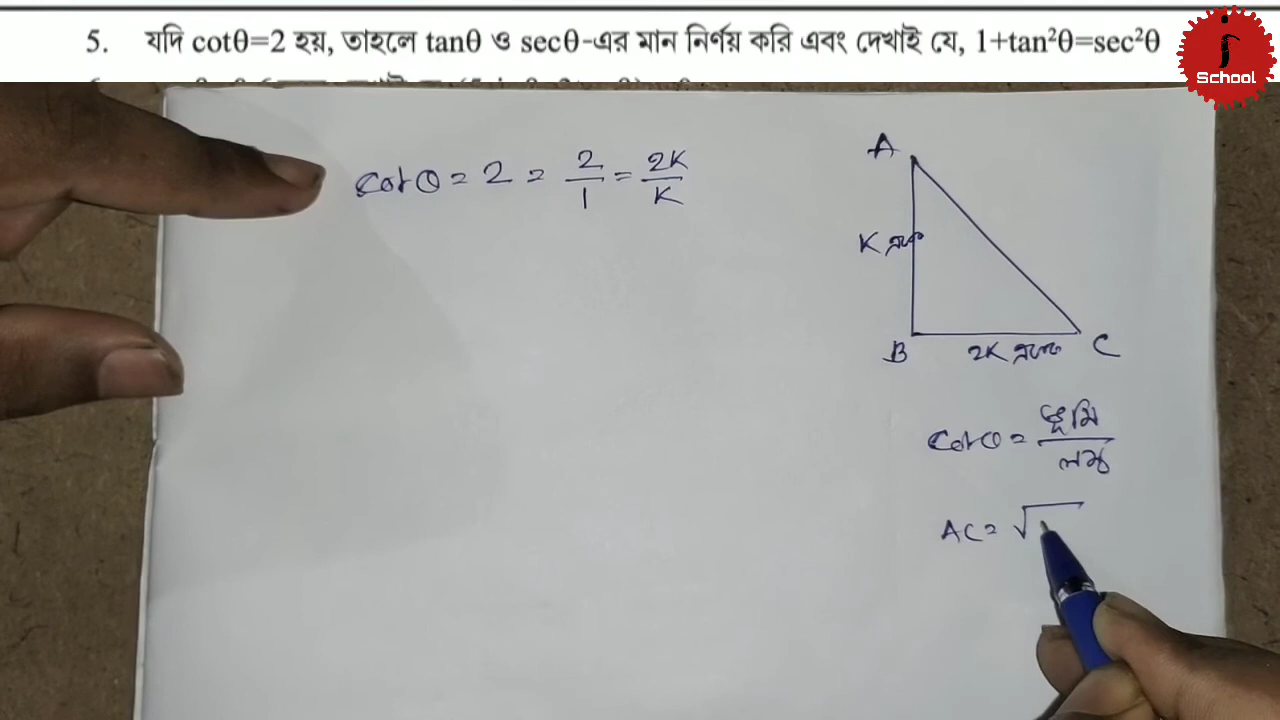 5. যদি cotθ=2 হয়, তাহলে tanθ ও secθ-এর মান নির্ণয় করি এবং দেখাই যে, 1+tan²θ=sec²θ
School
cotθ = 2 = 2/1 = 2K/K
A
K একক
B 2K একক C
cotθ = ভূমি/লম্ব
AC = √